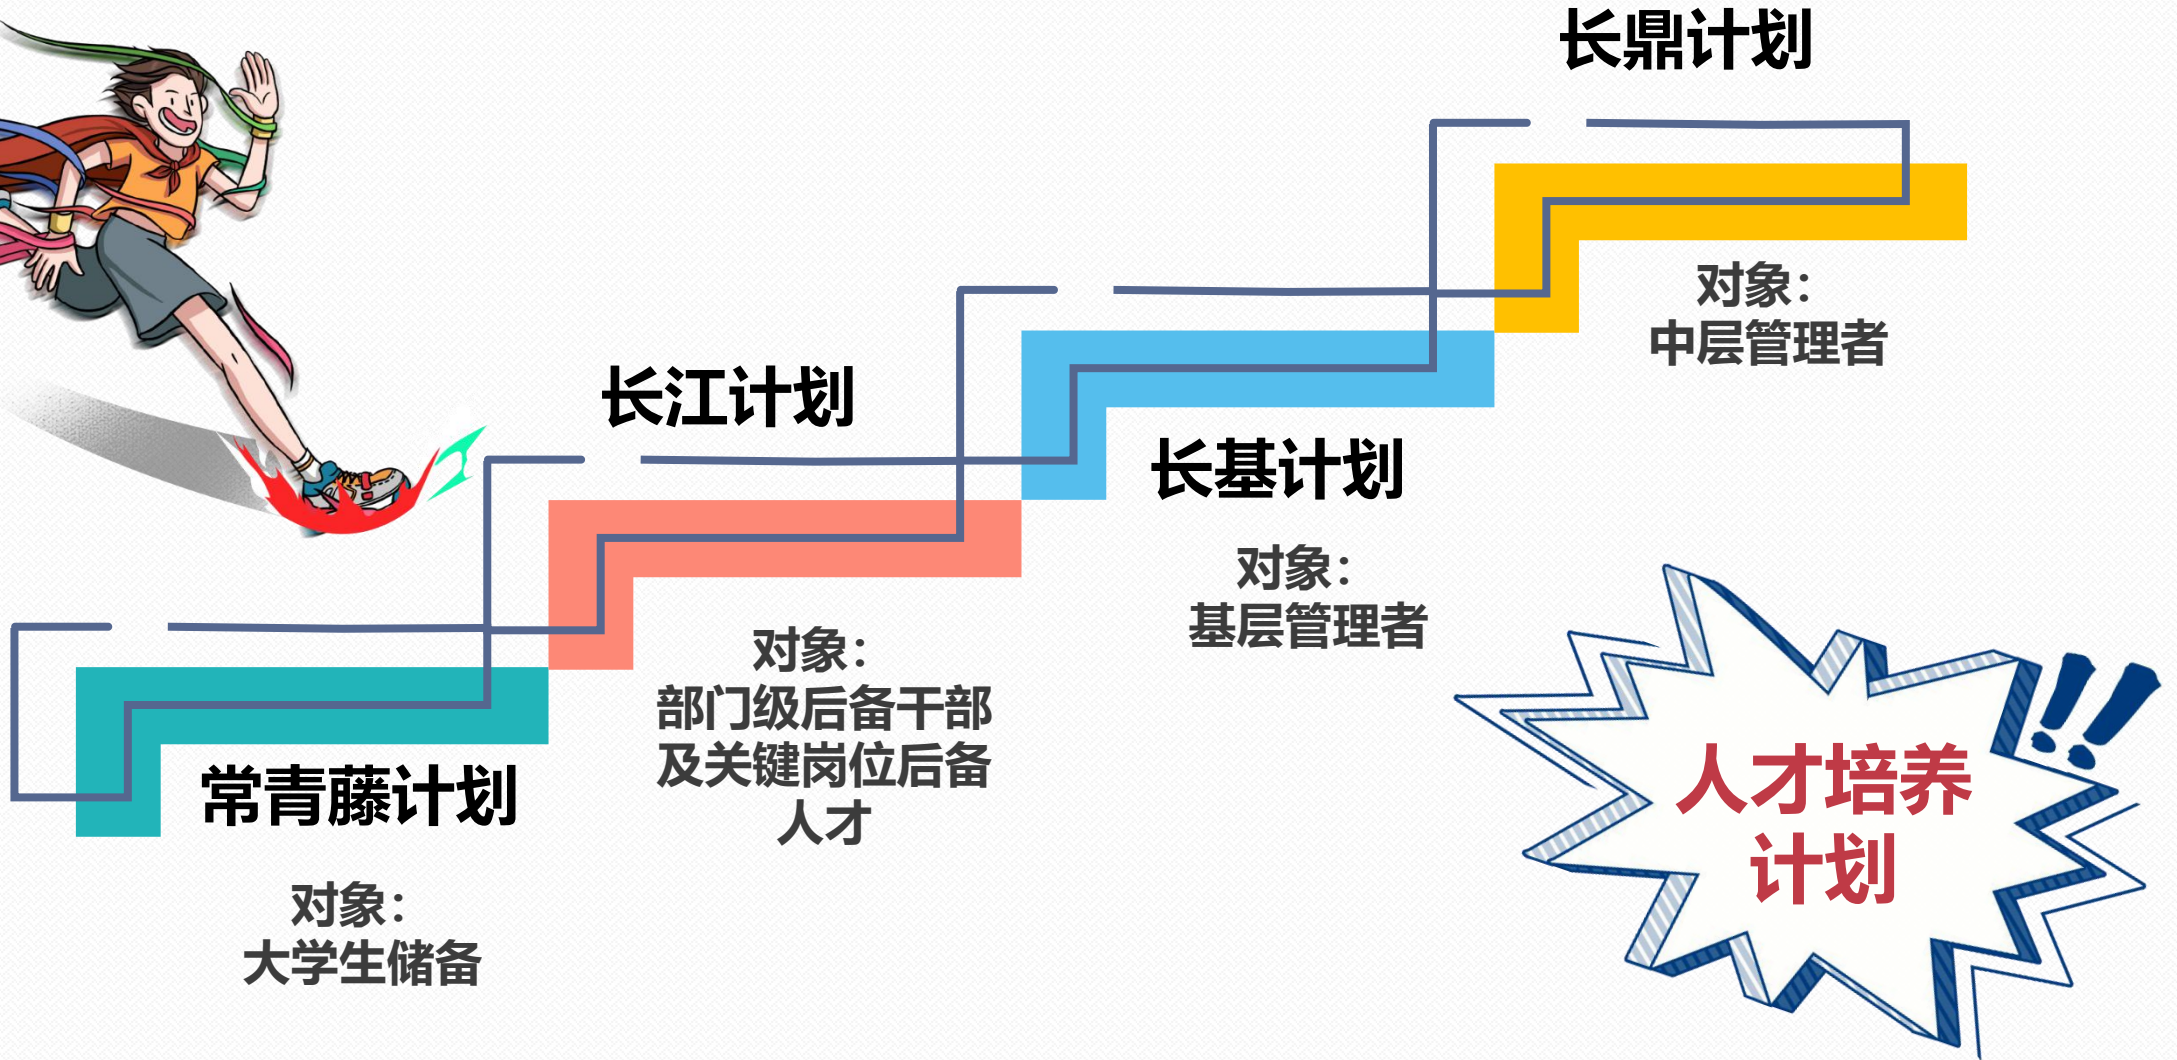 长鼎计划
对象：
中层管理者
长江计划
长基计划
对象：
基层管理者
对象：
部门级后备干部
及关键岗位后备
人才
常青藤计划
对象：
大学生储备
人才培养
计划